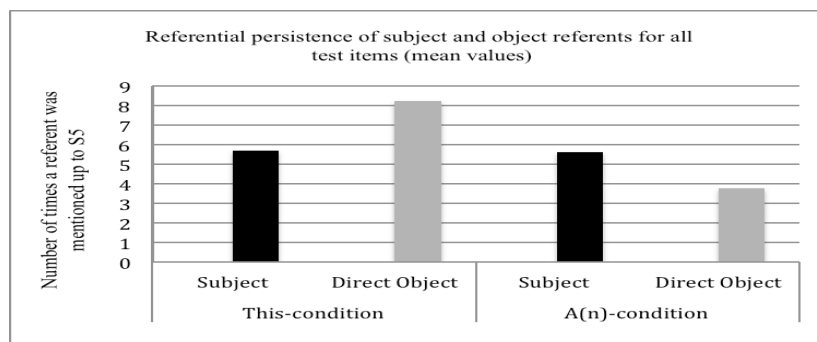 Referential persistence of subject and object referents for all
test items (mean values)
Number of times a referent was
mentioned up to S5
9
8
7
6
5
4
3
2
1
0
Subject
Direct Object
Subject
Direct Object
This-condition
A(n)-condition